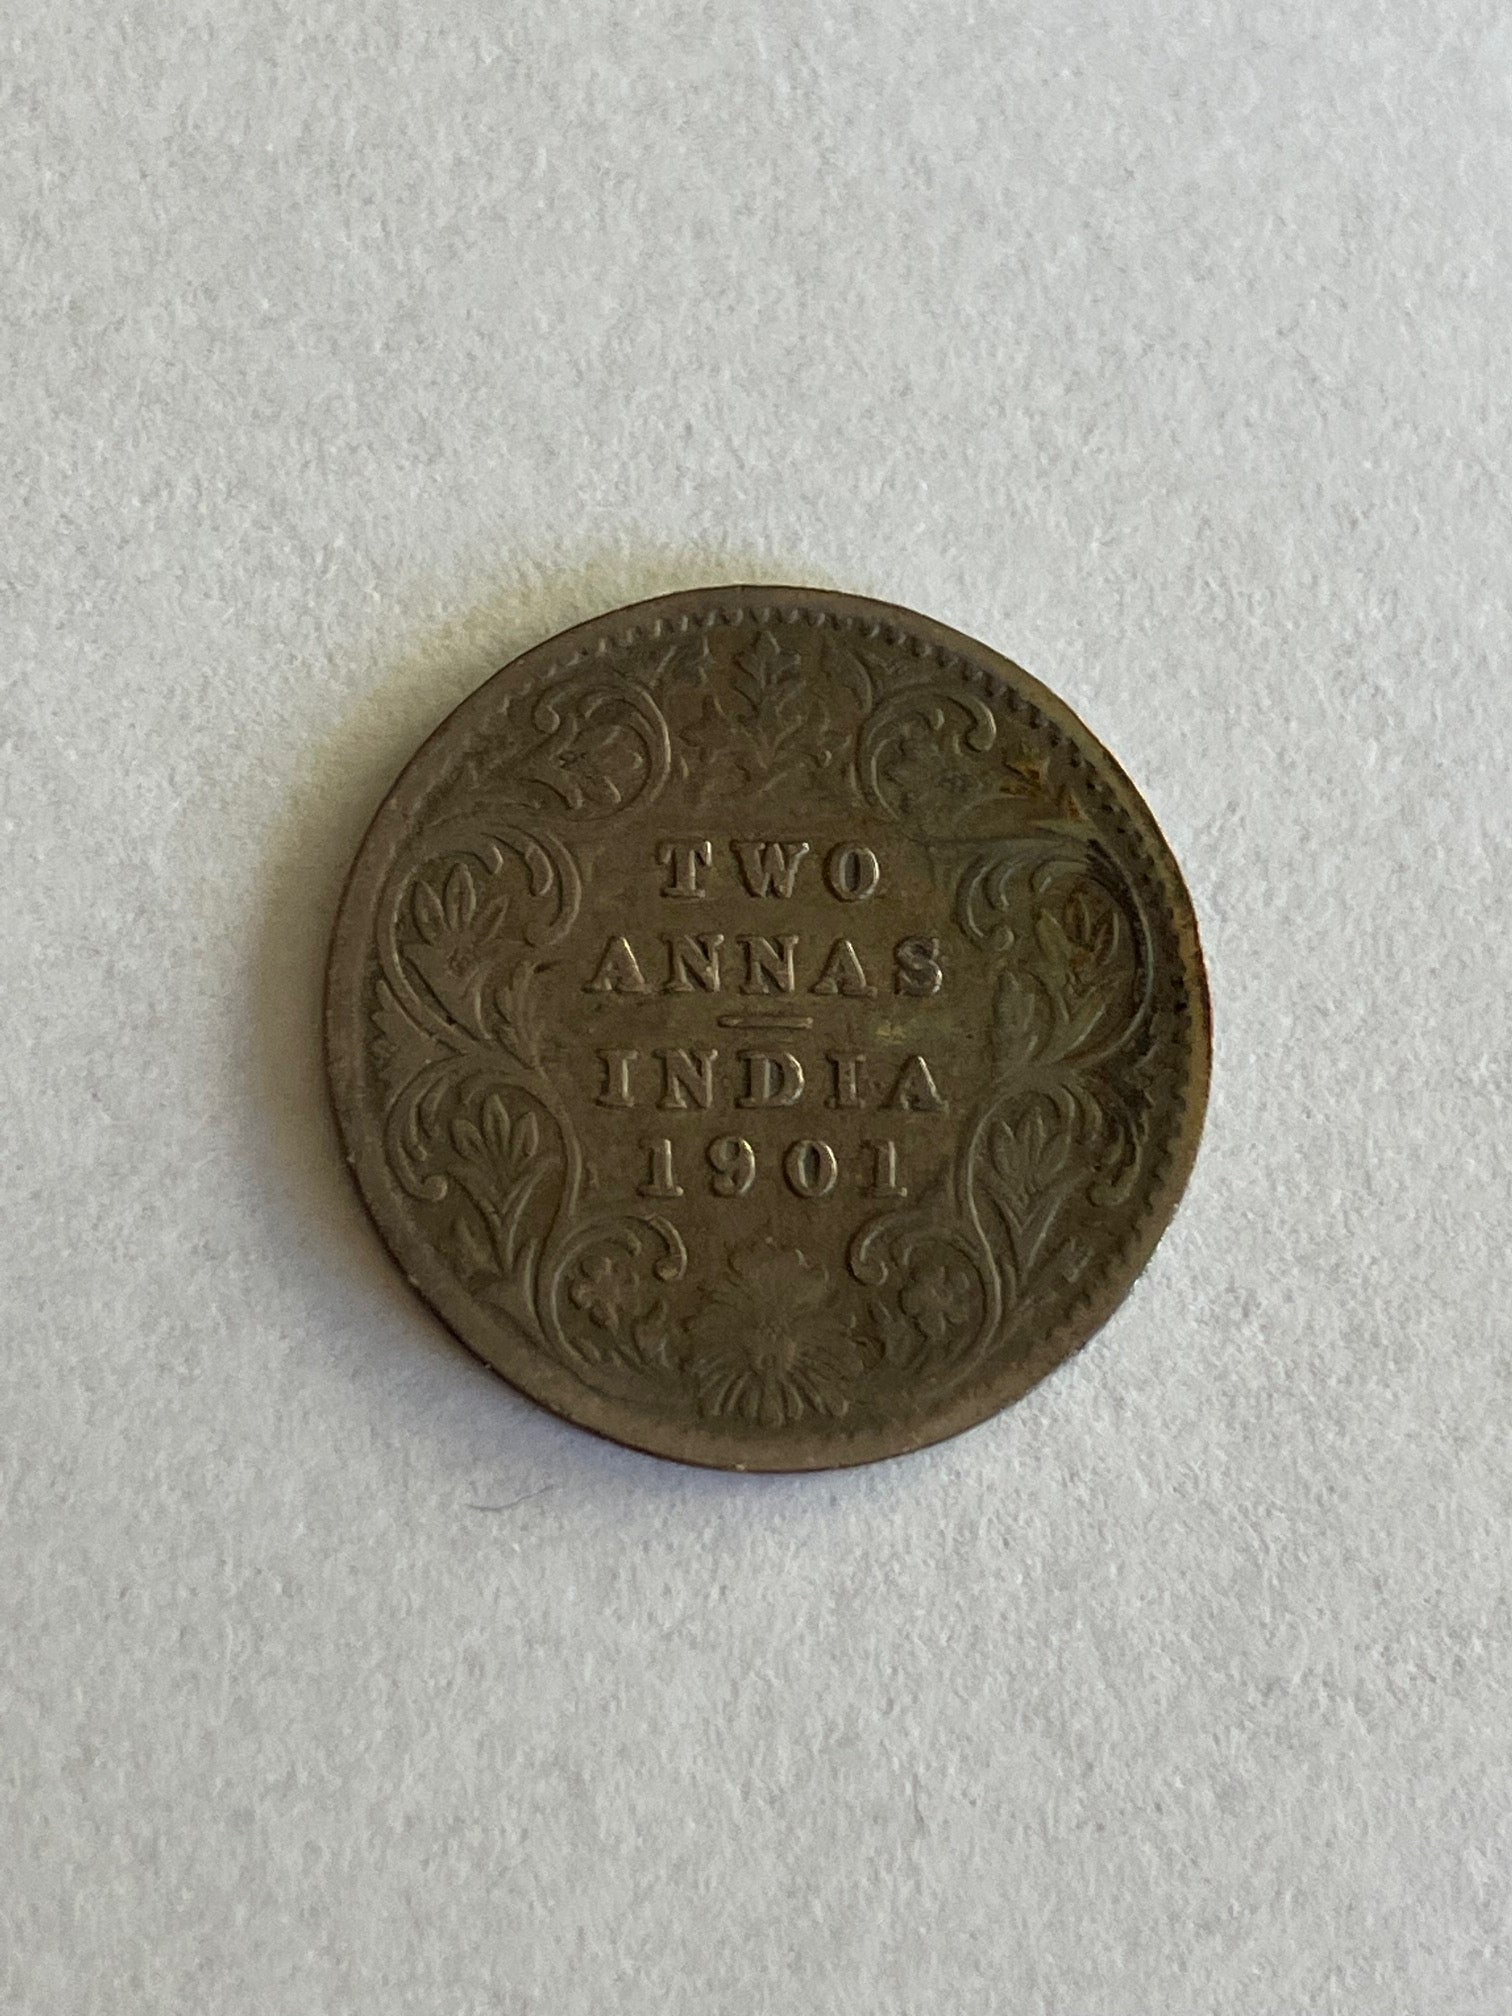 TWO
ANNAS
INDIA
1901